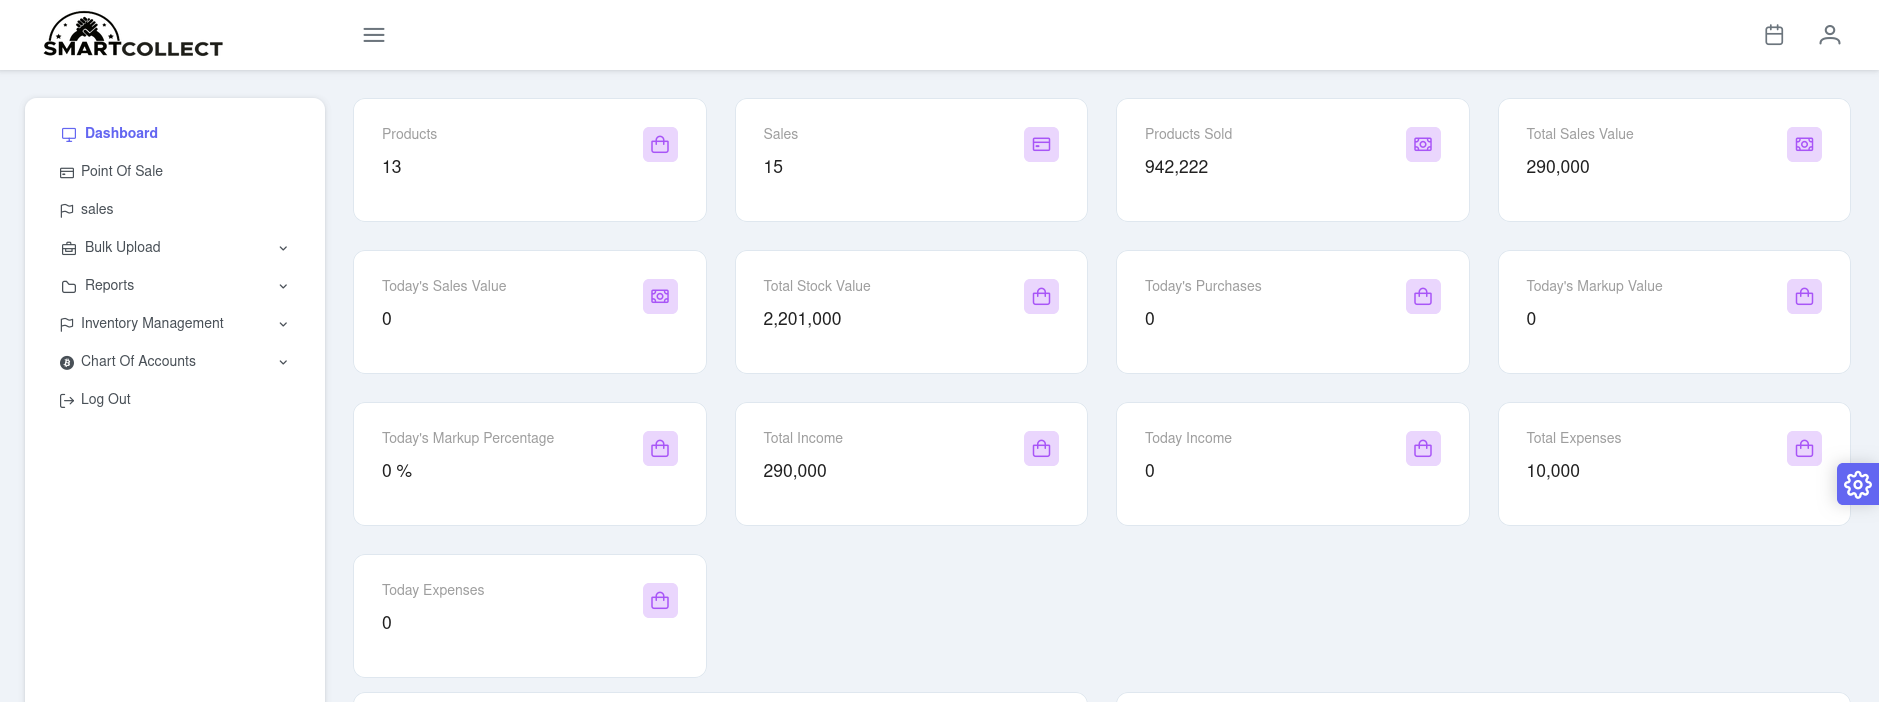 SMARTCOLLECT
Dashboard
Point Of Sale
sales
Bulk Upload
Reports
Inventory Management
Chart Of Accounts
Log Out
Products
13
Sales
15
Products Sold
942,222
Total Sales Value
290,000
Today's Sales Value
0
Total Stock Value
2,201,000
Today's Purchases
0
Today's Markup Value
0
Today's Markup Percentage
0 %
Total Income
290,000
Today Income
0
Total Expenses
10,000
Today Expenses
0